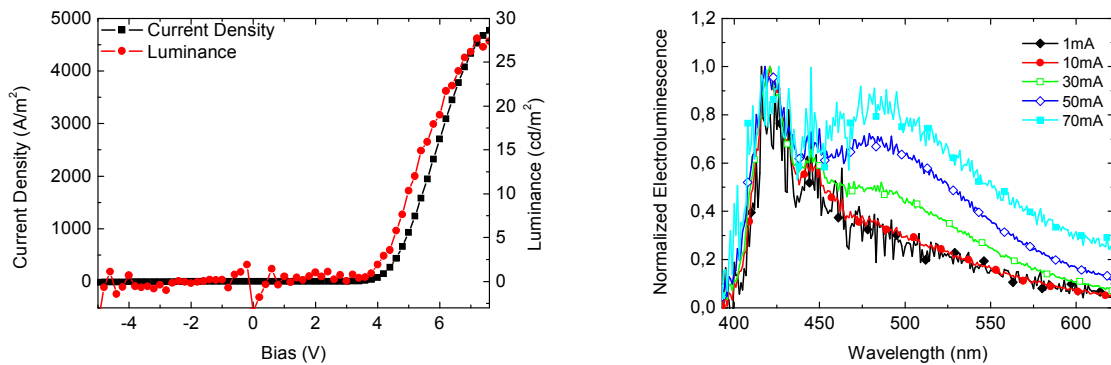 Current Density
Luminance
Current Density (A/m²)
5000
4000
3000
2000
1000
0
-4
-2
0
2
4
6
Bias (V)
30
25
20
15
10
5
0
Luminance (cd/m²)
Normalized Electroluminescence
1,2
1,0
0,8
0,6
0,4
0,2
0,0
400
450
500
550
600
Wavelength (nm)
1mA
10mA
30mA
50mA
70mA